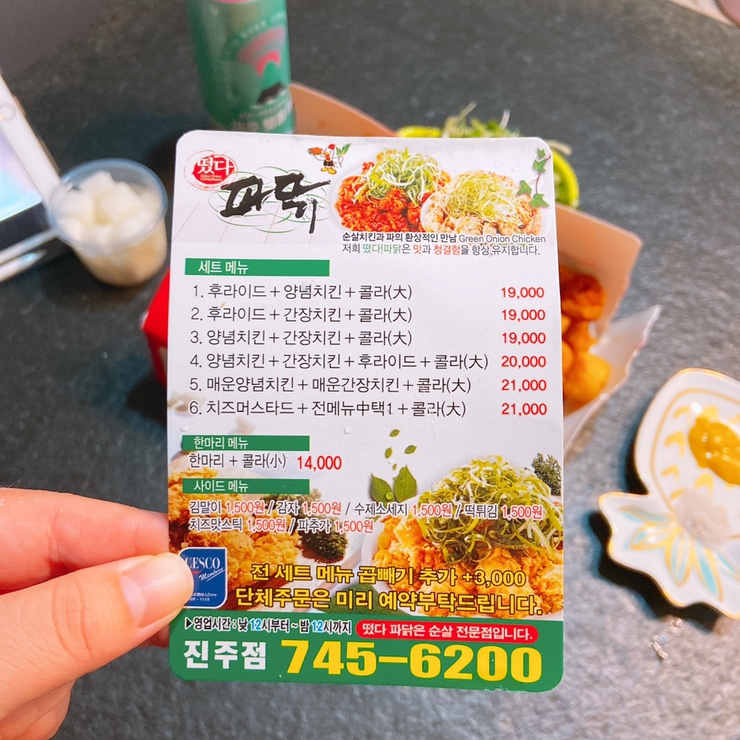 떴다
파닭
순살치킨과 파의 환상적인 만남 Green Onion Chicken
저희 떴다!파닭은 맛과 청결함을 항상 유지합니다.
세트 메뉴
1. 후라이드+양념치킨+콜라(大) 19,000
2. 후라이드+간장치킨+콜라(大) 19,000
3. 양념치킨+간장치킨+콜라(大) 19,000
4. 양념치킨+간장치킨+후라이드+콜라(大) 20,000
5. 매운양념치킨+매운간장치킨+콜라(大) 21,000
6. 치즈머스타드+전메뉴中택1+콜라(大) 21,000
한마리 메뉴
한마리 + 콜라(小) 14,000
사이드 메뉴
김말이 1,500원 / 감자 1,500원 / 수제소세지 1,500원 / 떡튀김 1,500원
치즈맛스틱 1,500원 / 파추가 1,500원
CESCO
Members
전 세트 메뉴 곱빼기 추가 +3,000
단체주문은 미리 예약부탁드립니다.
▶영업시간 : 낮 12시부터 ~ 밤 12시까지 떴다 파닭은 순살 전문점입니다.
진주점 745-6200